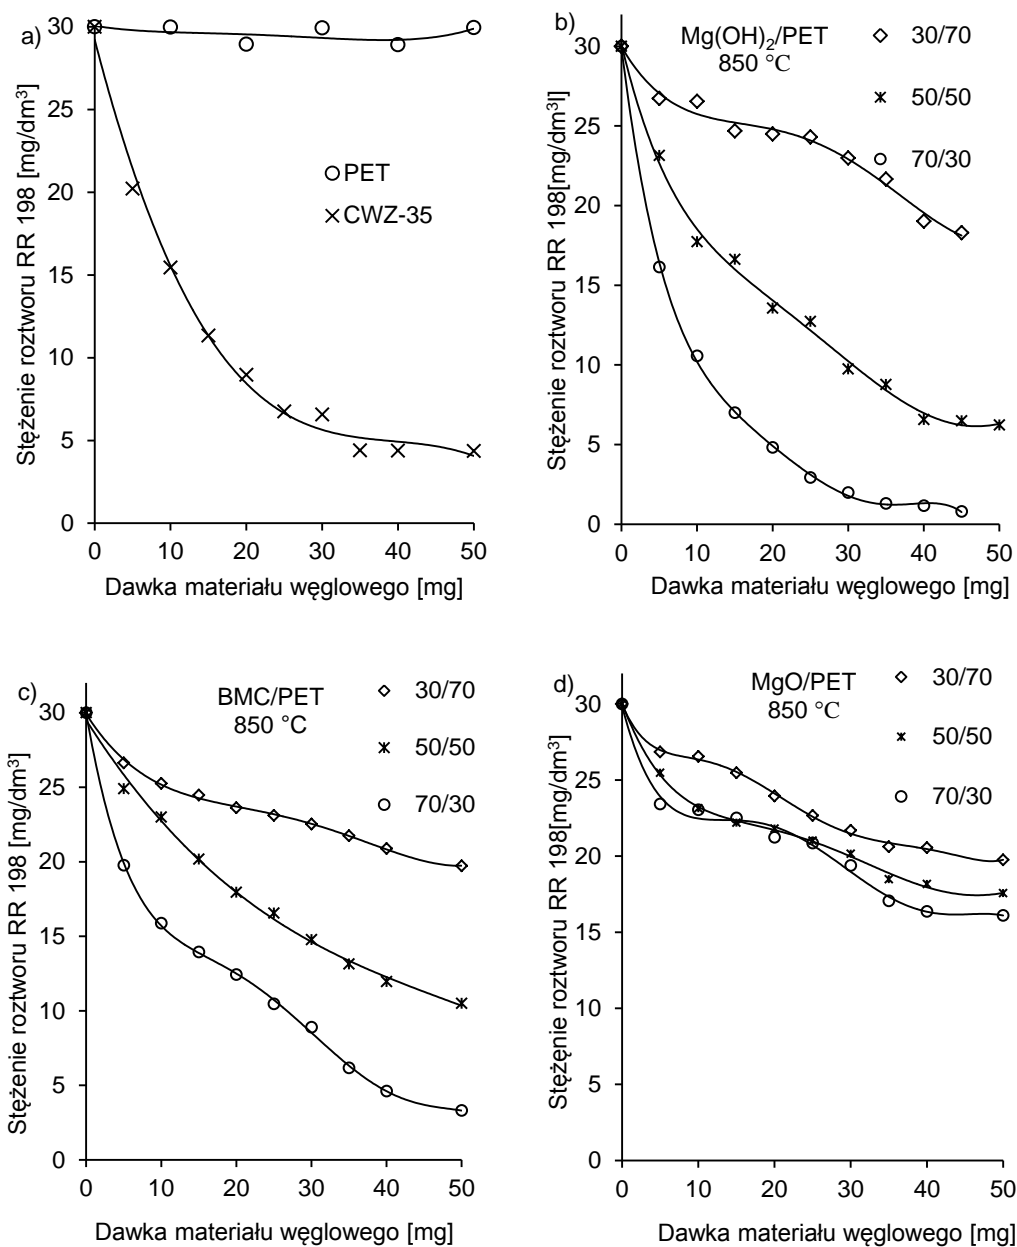 a)
Stężenie roztworu RR 198 [mg/dm³]
30
25
20
15
10
5
0
0 10 20 30 40 50
Dawka materiału węglowego [mg]
PET
CWZ-35
b)
Mg(OH)₂/PET
850 °C
30/70
50/50
70/30
Stężenie roztworu RR 198[mg/dm³l]
30
25
20
15
10
5
0
0 10 20 30 40 50
Dawka materiału węglowego [mg]
c)
BMC/PET
850 °C
30/70
50/50
70/30
Stężenie roztworu RR 198 [mg/dm³]
30
25
20
15
10
5
0
0 10 20 30 40 50
Dawka materiału węglowego [mg]
d)
MgO/PET
850 °C
30/70
50/50
70/30
Stężęnie roztworu RR 198[mg/dm³]
30
25
20
15
10
5
0
0 10 20 30 40 50
Dawka materiału węglowego [mg]